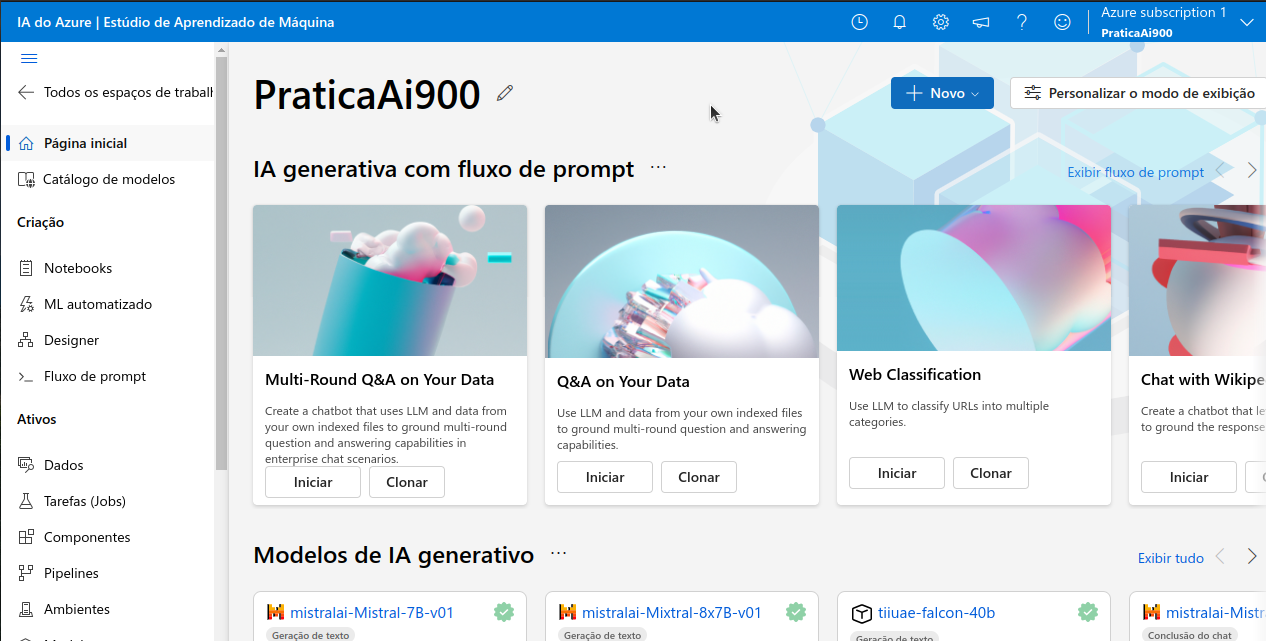 IA do Azure | Estúdio de Aprendizado de Máquina
Azure subscription 1
PraticaAi900
Todos os espaços de trabal
Página inicial
Catálogo de modelos
Criação
Notebooks
ML automatizado
Designer
Fluxo de prompt
Ativos
Dados
Tarefas (Jobs)
Componentes
Pipelines
Ambientes
PraticaAi900
Novo
Personalizar o modo de exibição
IA generativa com fluxo de prompt ...
Exibir fluxo de prompt
Multi-Round Q&A on Your Data
Create a chatbot that uses LLM and data from
your own indexed files to ground multi-round
question and answering capabilities in
enterprise chat scenarios.
Iniciar
Clonar
Q&A on Your Data
Use LLM and data from your own indexed files
to ground multi-round question and answering
capabilities.
Iniciar
Clonar
Web Classification
Use LLM to classify URLs into multiple
categories.
Iniciar
Clonar
Chat with Wikipe
Create a chatbot that le
to ground the response
Iniciar
Modelos de IA generativo ...
Exibir tudo
mistralai-Mistral-7B-v01
Geração de texto
mistralai-Mixtral-8x7B-v01
Geração de texto
tiiuae-falcon-40b
Geração de texto
mistralai-Mistr
Conclusão do chat